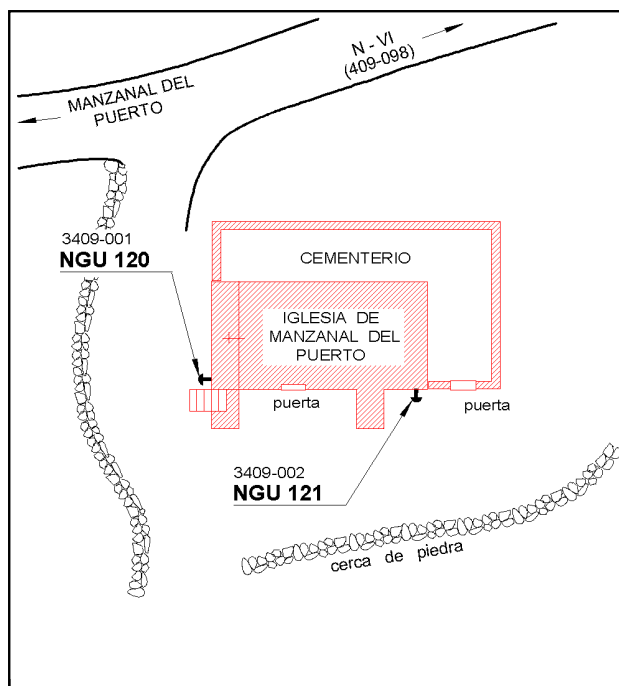 N - VI
(409-098)
MANZANAL DEL
PUERTO
3409-001
NGU 120
CEMENTERIO
IGLESIA DE
MANZANAL DEL
PUERTO
puerta
puerta
3409-002
NGU 121
cerca de piedra